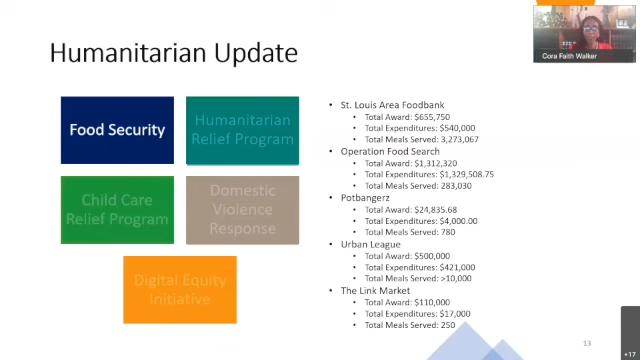 Humanitarian Update
Cora Faith Walker
Food Security
Humanitarian
Relief Program
Child Care
Relief Program
Domestic
Violence
Response
Digital Equity
Initiative
• St. Louis Area Foodbank
• Total Award: $655,750
• Total Expenditures: $540,000
• Total Meals Served: 3,273,067
• Operation Food Search
• Total Award: $1,312,320
• Total Expenditures: $1,329,508.75
• Total Meals Served: 283,030
• Potbangerz
• Total Award: $24,835.68
• Total Expenditures: $4,000.00
• Total Meals Served: 780
• Urban League
• Total Award: $500,000
• Total Expenditures: $421,000
• Total Meals Served: >10,000
• The Link Market
• Total Award: $110,000
• Total Expenditures: $17,000
• Total Meals Served: 250
13
+17